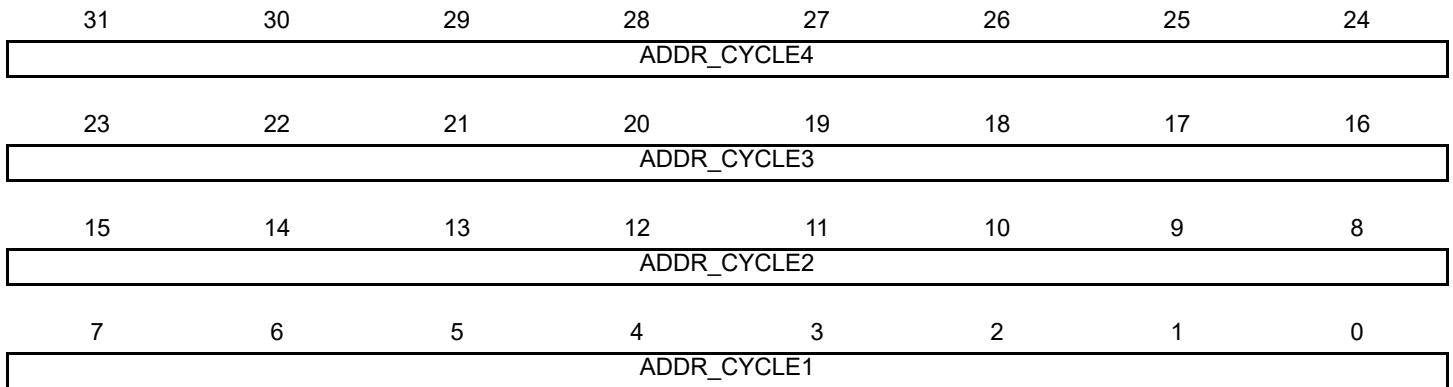 31 30 29 28 27 26 25 24
ADDR_CYCLE4
23 22 21 20 19 18 17 16
ADDR_CYCLE3
15 14 13 12 11 10 9 8
ADDR_CYCLE2
7 6 5 4 3 2 1 0
ADDR_CYCLE1